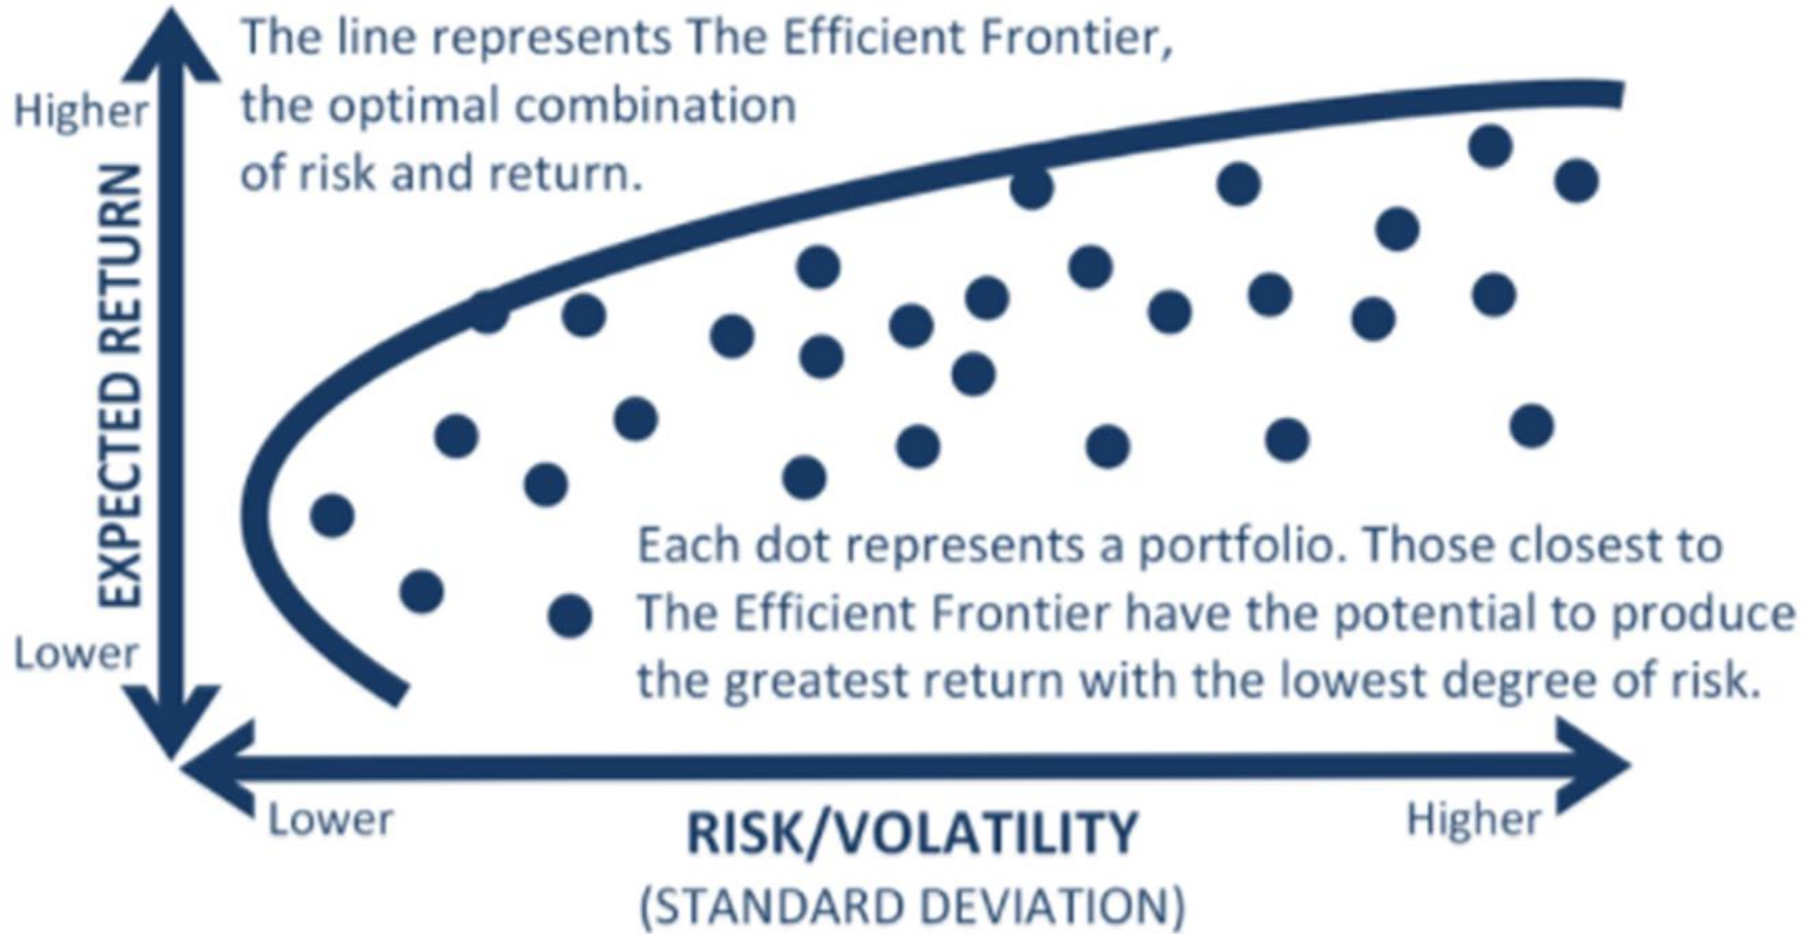 The line represents The Efficient Frontier,
the optimal combination
of risk and return.
Higher
EXPECTED RETURN
Lower
Each dot represents a portfolio. Those closest to
The Efficient Frontier have the potential to produce
the greatest return with the lowest degree of risk.
Lower
Higher
RISK/VOLATILITY
(STANDARD DEVIATION)